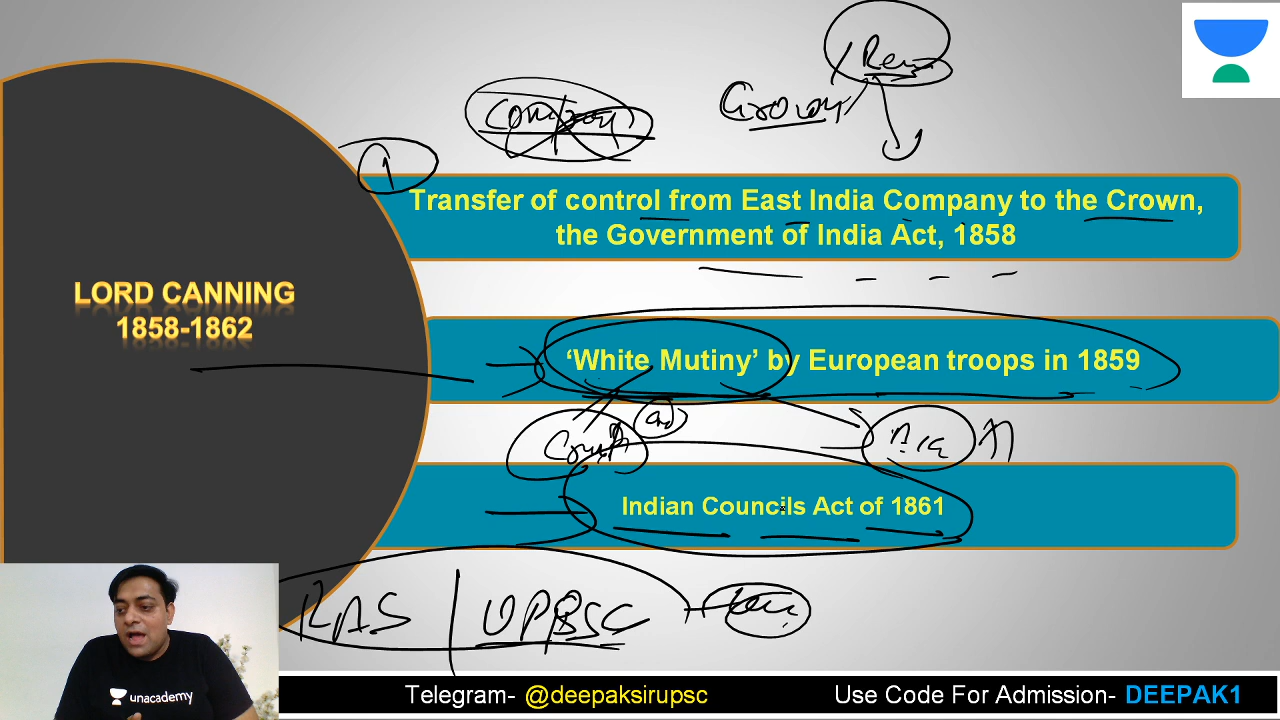 Company
Transfer of control from East India Company to the Crown,
the Government of India Act, 1858
LORD CANNING
1858-1862
‘White Mutiny’ by European troops in 1859
Indian Councils Act of 1861
RAS | UPPSC
unacademy
Telegram- @deepaksirupsc
Use Code For Admission- DEEPAK1